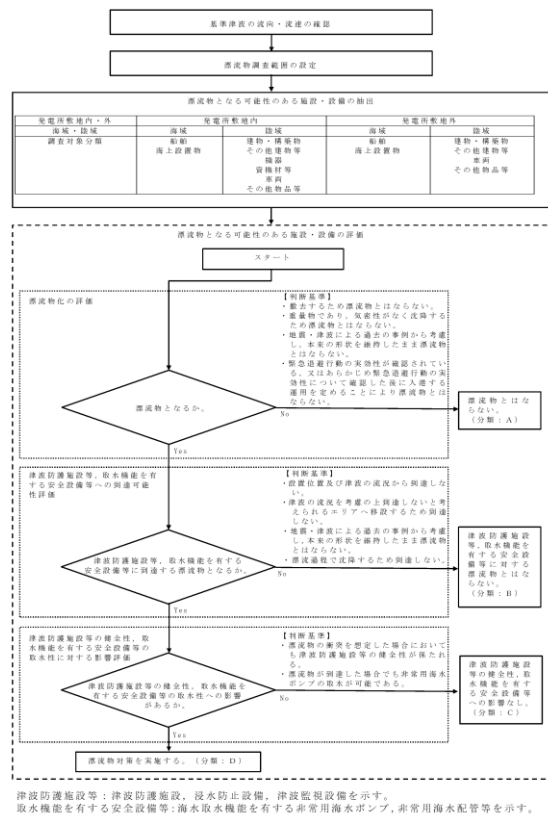 基準津波の流向・流速の確認
漂流物調査範囲の設定
漂流物となる可能性のある施設・設備の抽出
発電所敷地内・外 発電所敷地内 発電所敷地外
海域・陸域 海域 陸域 海域 陸域
調査対象分類 船舶 建物・構築物 船舶 建物・構築物
海上設置物 その他建物等 海上設置物 その他建物等
機器 車両
資機材等 その他物品等
車両
その他物品等
漂流物となる可能性のある施設・設備の評価
スタート
漂流物化の評価
【判断基準】
・撤去するため漂流物とはならない。
・重量物であり、気密性がなく沈降するため漂流物とはならない。
・地震・津波による過去の事例から考慮し、本来の形状を維持したまま漂流物とはならない。
・緊急退避行動の実効性が確認されている、又はあらかじめ緊急退避行動の実効性について確認した後に入港する運用を定めることにより漂流物とはならない。
漂流物となるか。
No
漂流物とはな
らない。
(分類：A)
Yes
津波防護施設等、取水機能を有
する安全設備等への到達可能
性評価
【判断基準】
・設置位置及び津波の流況から到達しない。
・津波の流況を考慮の上到達しないと考えられるエリアへ移設するため到達しない。
・地震・津波による過去の事例から考慮し、本来の形状を維持したまま漂流物とはならない。
・漂流過程で沈降するため到達しない。
津波防護施設等、取水機能を有する
安全設備等に到達する漂流物となるか。
No
津波防護施設
等、取水機能を
有する安全設
備等に対する
漂流物とはな
らない。
(分類：B)
Yes
津波防護施設等の健全性、取
水機能を有する安全設備等の
取水性に対する影響評価
【判断基準】
・漂流物の衝突を想定した場合において
も津波防護施設等の健全性が保たれ
る。
・漂流物が到達した場合でも非常用海水
ポンプの取水が可能である。
津波防護施設等の健全性、取水機能を
有する安全設備等の取水性への影響
があるか。
No
津波防護施設
等の健全性、取
水機能を有す
る安全設備等
への影響なし。
(分類：C)
Yes
漂流物対策を実施する。(分類：D)
津波防護施設等：津波防護施設、浸水防止設備、津波監視設備を示す。
取水機能を有する安全設備等：海水取水機能を有する非常用海水ポンプ、非常用海水配管等を示す。